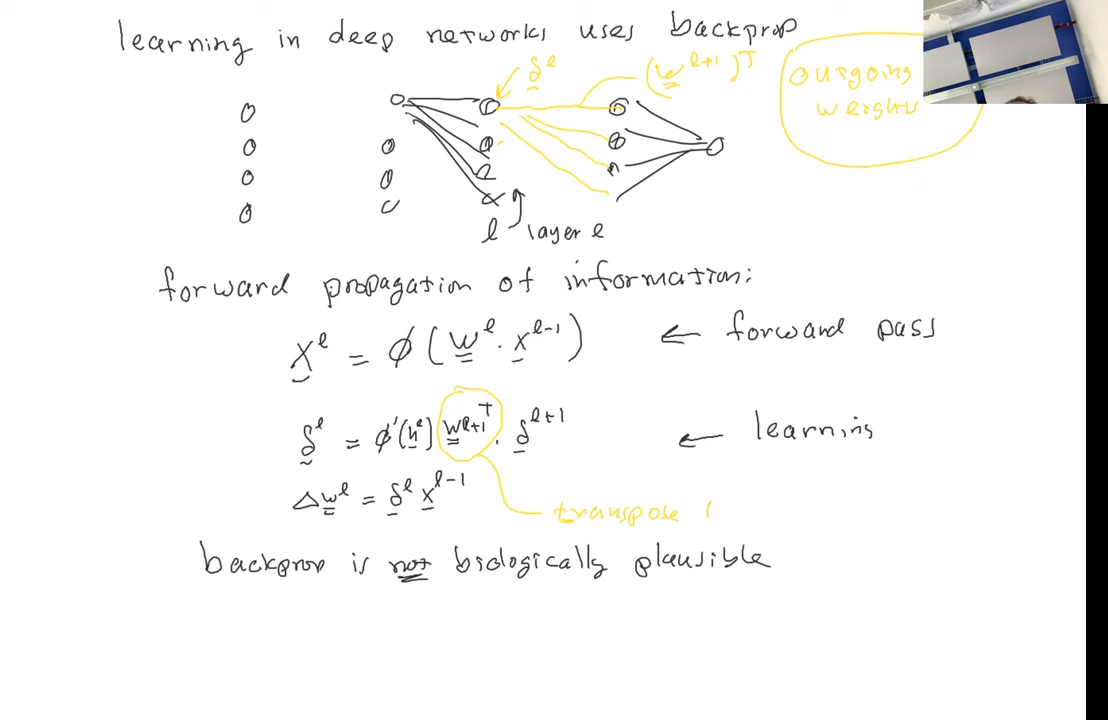 learning in deep networks uses backprop
δ^l
(w^{l+1})^T
outgoing
weights
l
layer l
forward propagation of information:
x^l = φ(w^l · x^{l-1}) ← forward pass
δ^l = φ'(h^l) w^{l+1 T} · δ^{l+1} ← learning
Δw^l = δ^l x^{l-1}
transpose (
backprop is not biologically plausible